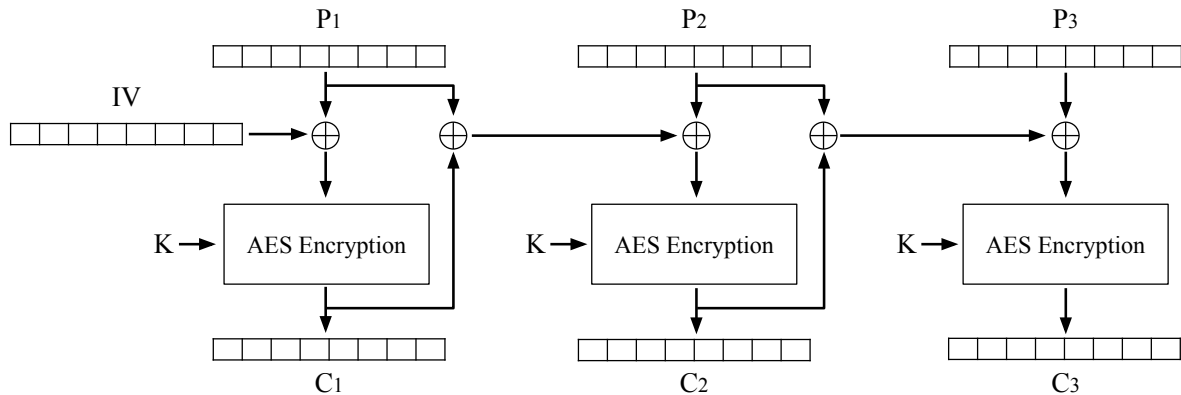 P1
P2
P3
IV
K
AES Encryption
K
AES Encryption
K
AES Encryption
C1
C2
C3